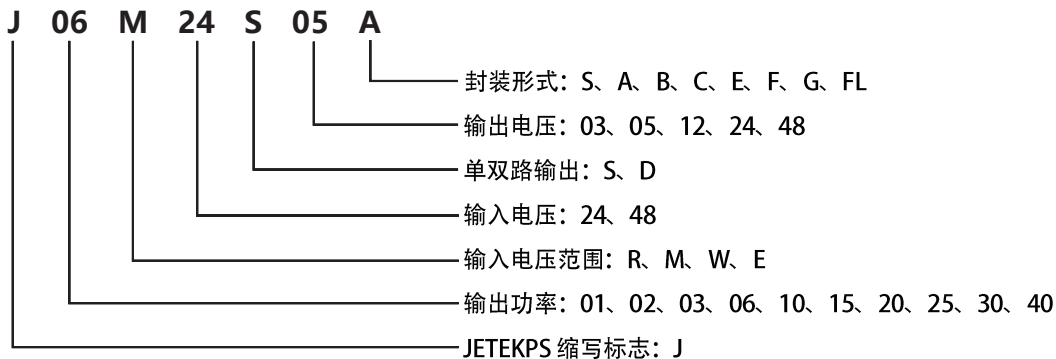 J 06 M 24 S 05 A
封装形式：S、A、B、C、E、F、G、FL
输出电压：03、05、12、24、48
单双路输出：S、D
输入电压：24、48
输入电压范围：R、M、W、E
输出功率：01、02、03、06、10、15、20、25、30、40
JETEKPS 缩写标志：J